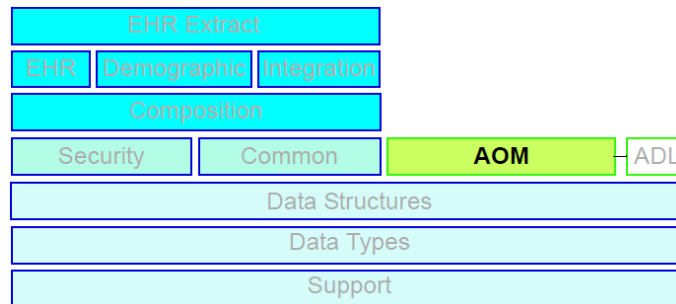 EHR Extract
EHR Demographic Integration
Composition
Security Common AOM ADL
Data Structures
Data Types
Support